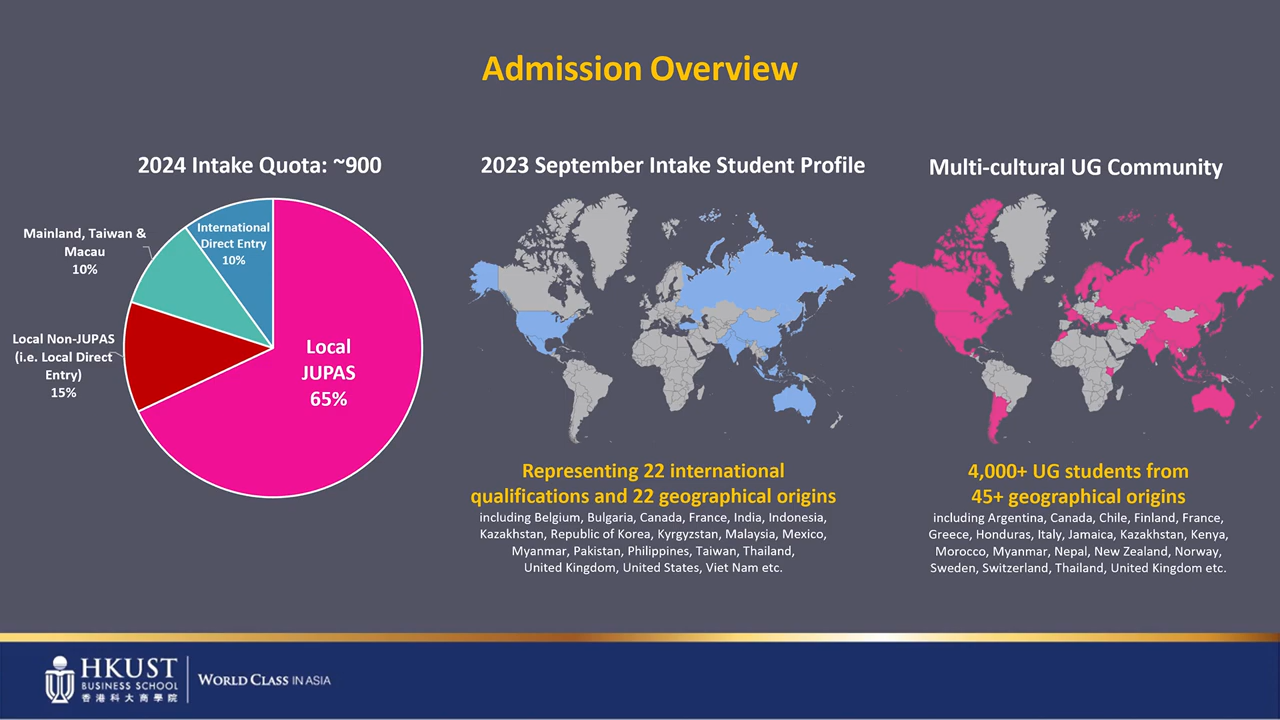 Admission Overview
2024 Intake Quota: ~900
International
Direct Entry
10%
Mainland, Taiwan &
Macau
10%
Local Non-JUPAS
(i.e. Local Direct
Entry)
15%
Local
JUPAS
65%
2023 September Intake Student Profile
Representing 22 international
qualifications and 22 geographical origins
including Belgium, Bulgaria, Canada, France, India, Indonesia,
Kazakhstan, Republic of Korea, Kyrgyzstan, Malaysia, Mexico,
Myanmar, Pakistan, Philippines, Taiwan, Thailand,
United Kingdom, United States, Viet Nam etc.
Multi-cultural UG Community
4,000+ UG students from
45+ geographical origins
including Argentina, Canada, Chile, Finland, France,
Greece, Honduras, Italy, Jamaica, Kazakhstan, Kenya,
Morocco, Myanmar, Nepal, New Zealand, Norway,
Sweden, Switzerland, Thailand, United Kingdom etc.
HKUST
BUSINESS SCHOOL
香港科大商學院
WORLD CLASS IN ASIA